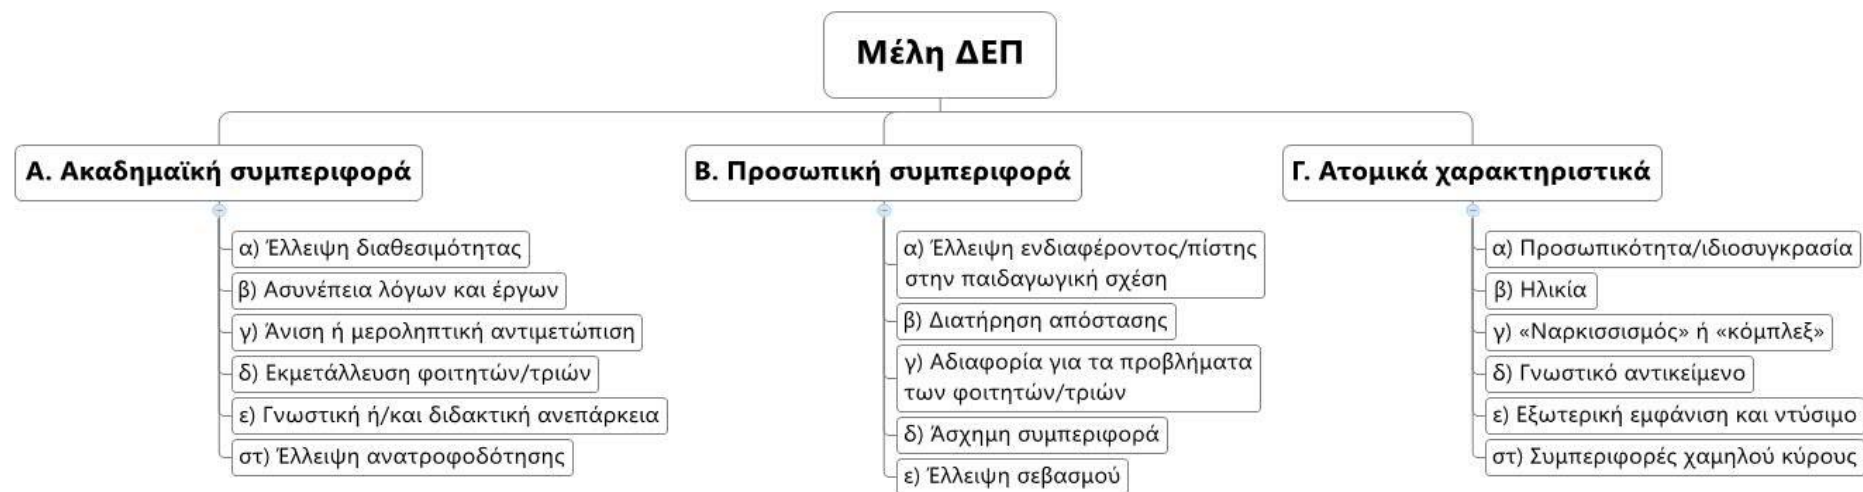 Μέλη ΔΕΠ
Α. Ακαδημαϊκή συμπεριφορά
α) Έλλειψη διαθεσιμότητας
β) Ασυνέπεια λόγων και έργων
γ) Άνιση ή μεροληπτική αντιμετώπιση
δ) Εκμετάλλευση φοιτητών/τριών
ε) Γνωστική ή/και διδακτική ανεπάρκεια
στ) Έλλειψη ανατροφοδότησης
Β. Προσωπική συμπεριφορά
α) Έλλειψη ενδιαφέροντος/πίστης
στην παιδαγωγική σχέση
β) Διατήρηση απόστασης
γ) Αδιαφορία για τα προβλήματα
των φοιτητών/τριών
δ) Άσχημη συμπεριφορά
ε) Έλλειψη σεβασμού
Γ. Ατομικά χαρακτηριστικά
α) Προσωπικότητα/ιδιοσυγκρασία
β) Ηλικία
γ) «Ναρκισσισμός» ή «κόμπλεξ»
δ) Γνωστικό αντικείμενο
ε) Εξωτερική εμφάνιση και ντύσιμο
στ) Συμπεριφορές χαμηλού κύρους